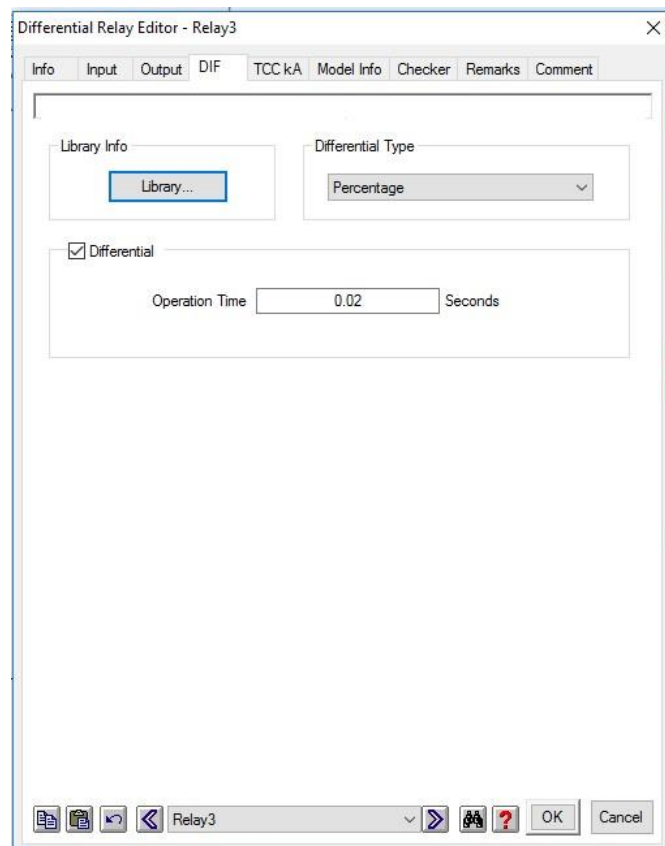 Differential Relay Editor - Relay3
Info Input Output DIF TCC kA Model Info Checker Remarks Comment
Library Info
Library...
Differential Type
Percentage
Differential
Operation Time 0.02 Seconds
Relay3 ? OK Cancel